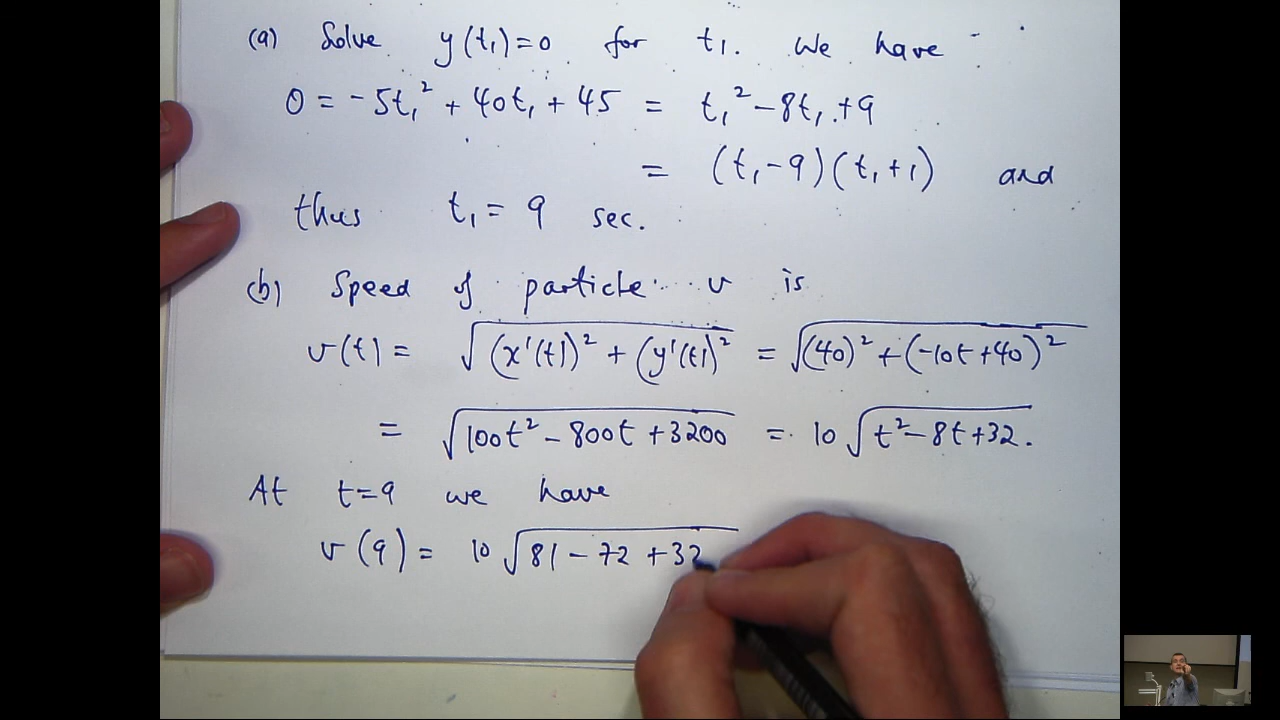 (a) Solve y(t₁)=0 for t₁. We have
0 = -5t₁² + 40t₁ + 45 = t₁² - 8t₁ + 9
= (t₁-9)(t₁+1) and
thus t₁ = 9 sec.
(b) Speed of particle v is
v(t) = √((x'(t))² + (y'(t))²) = √((40)² + (-10t+40)²)
= √(100t² - 800t + 3200) = 10√(t² - 8t + 32).
At t=9 we have
v(9) = 10√(81 - 72 + 32)